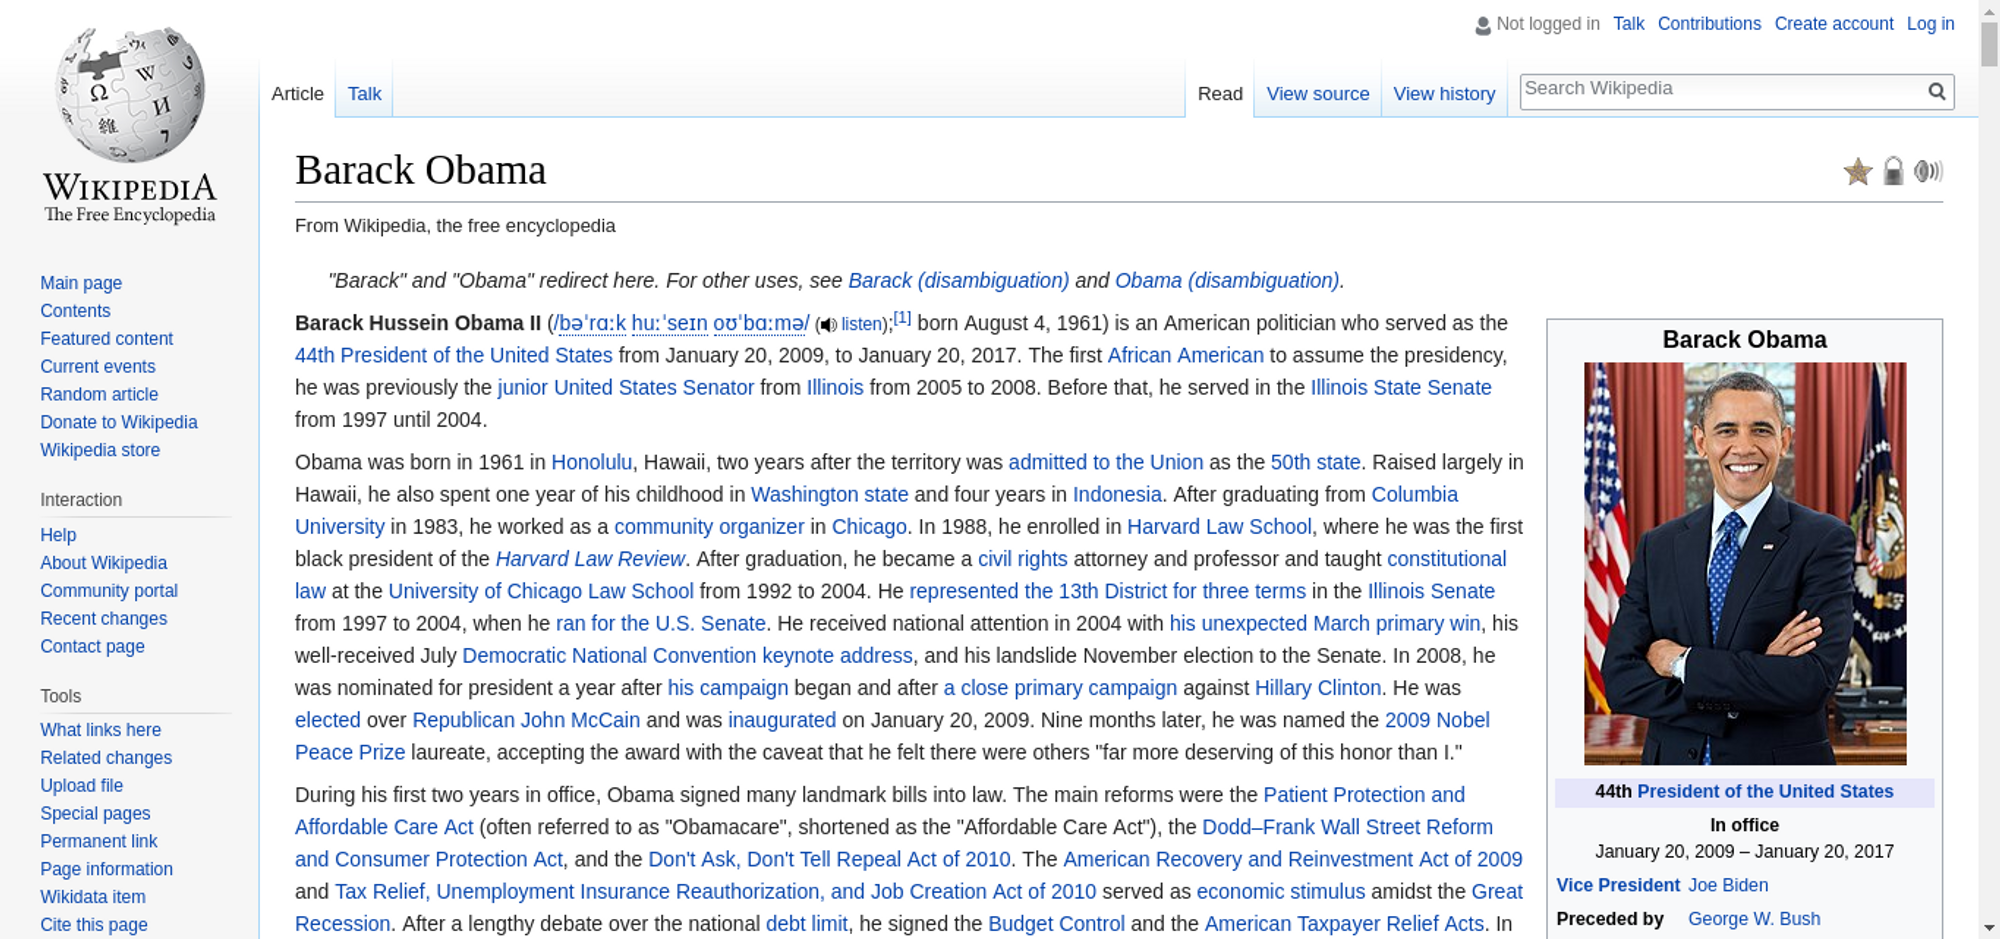 Not logged in Talk Contributions Create account Log in
Article Talk Read View source View history Search Wikipedia
WIKIPEDIA
The Free Encyclopedia
Main page
Contents
Featured content
Current events
Random article
Donate to Wikipedia
Wikipedia store
Interaction
Help
About Wikipedia
Community portal
Recent changes
Contact page
Tools
What links here
Related changes
Upload file
Special pages
Permanent link
Page information
Wikidata item
Cite this page
Barack Obama
From Wikipedia, the free encyclopedia
"Barack" and "Obama" redirect here. For other uses, see Barack (disambiguation) and Obama (disambiguation).
Barack Hussein Obama II (/bəˈrɑːk huːˈseɪn oʊˈbɑːmə/ (listen);[1] born August 4, 1961) is an American politician who served as the
44th President of the United States from January 20, 2009, to January 20, 2017. The first African American to assume the presidency,
he was previously the junior United States Senator from Illinois from 2005 to 2008. Before that, he served in the Illinois State Senate
from 1997 until 2004.
Obama was born in 1961 in Honolulu, Hawaii, two years after the territory was admitted to the Union as the 50th state. Raised largely in
Hawaii, he also spent one year of his childhood in Washington state and four years in Indonesia. After graduating from Columbia
University in 1983, he worked as a community organizer in Chicago. In 1988, he enrolled in Harvard Law School, where he was the first
black president of the Harvard Law Review. After graduation, he became a civil rights attorney and professor and taught constitutional
law at the University of Chicago Law School from 1992 to 2004. He represented the 13th District for three terms in the Illinois Senate
from 1997 to 2004, when he ran for the U.S. Senate. He received national attention in 2004 with his unexpected March primary win, his
well-received July Democratic National Convention keynote address, and his landslide November election to the Senate. In 2008, he
was nominated for president a year after his campaign began and after a close primary campaign against Hillary Clinton. He was
elected over Republican John McCain and was inaugurated on January 20, 2009. Nine months later, he was named the 2009 Nobel
Peace Prize laureate, accepting the award with the caveat that he felt there were others "far more deserving of this honor than I."
During his first two years in office, Obama signed many landmark bills into law. The main reforms were the Patient Protection and
Affordable Care Act (often referred to as "Obamacare", shortened as the "Affordable Care Act"), the Dodd–Frank Wall Street Reform
and Consumer Protection Act, and the Don't Ask, Don't Tell Repeal Act of 2010. The American Recovery and Reinvestment Act of 2009
and Tax Relief, Unemployment Insurance Reauthorization, and Job Creation Act of 2010 served as economic stimulus amidst the Great
Recession. After a lengthy debate over the national debt limit, he signed the Budget Control and the American Taxpayer Relief Acts. In
Barack Obama
44th President of the United States
In office
January 20, 2009 – January 20, 2017
Vice President Joe Biden
Preceded by George W. Bush